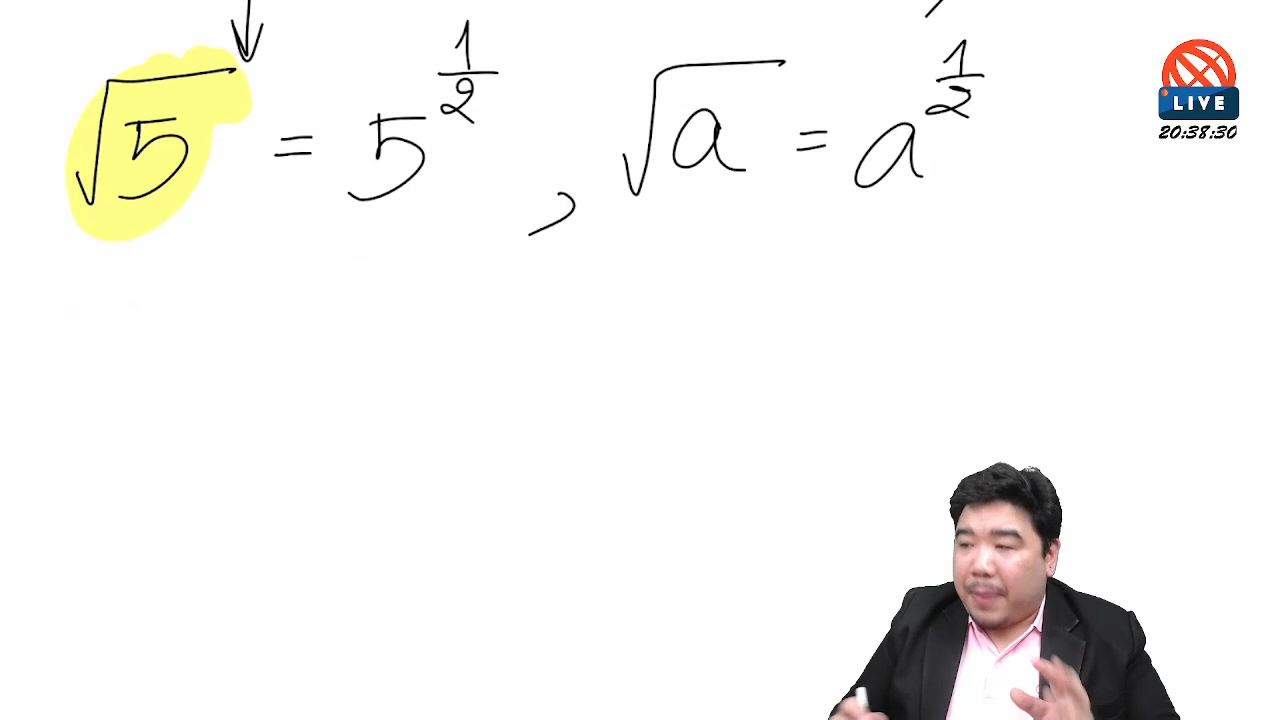 √5 = 5^(1/2) , √a = a^(1/2)
LIVE
20:38:30